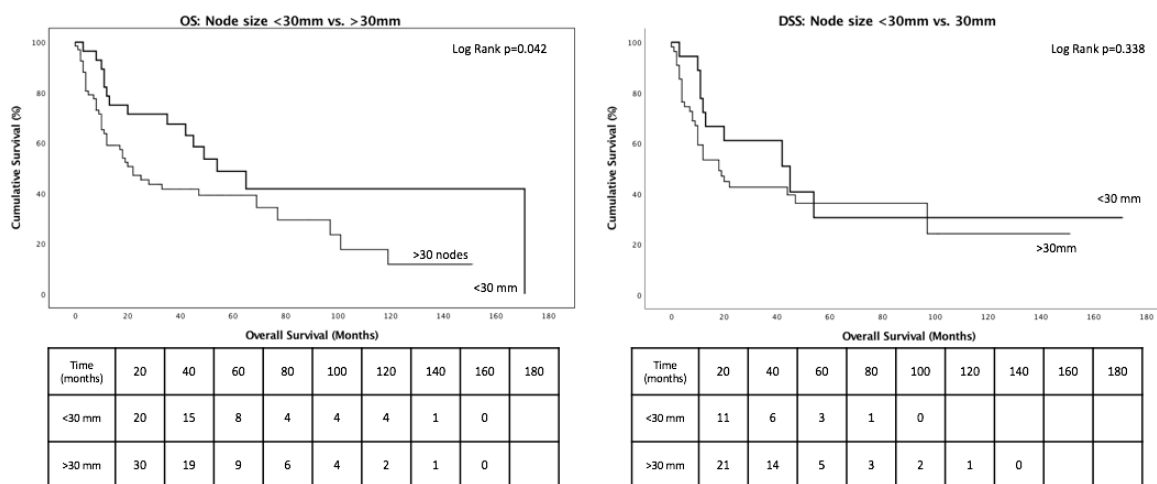 OS: Node size <30mm vs. >30mm
Log Rank p=0.042
Cumulative Survival (%)
100
80
60
40
20
0
>30 nodes
<30 mm
0 20 40 60 80 100 120 140 160 180
Overall Survival (Months)
Time (months) 20 40 60 80 100 120 140 160 180
<30 mm 20 15 8 4 4 4 1 0
>30 mm 30 19 9 6 4 2 1 0
DSS: Node size <30mm vs. 30mm
Log Rank p=0.338
Cumulative Survival (%)
100
80
60
40
20
0
<30 mm
>30mm
0 20 40 60 80 100 120 140 160 180
Overall Survival (Months)
Time (months) 20 40 60 80 100 120 140 160 180
<30 mm 11 6 3 1 0
>30 mm 21 14 5 3 2 1 0